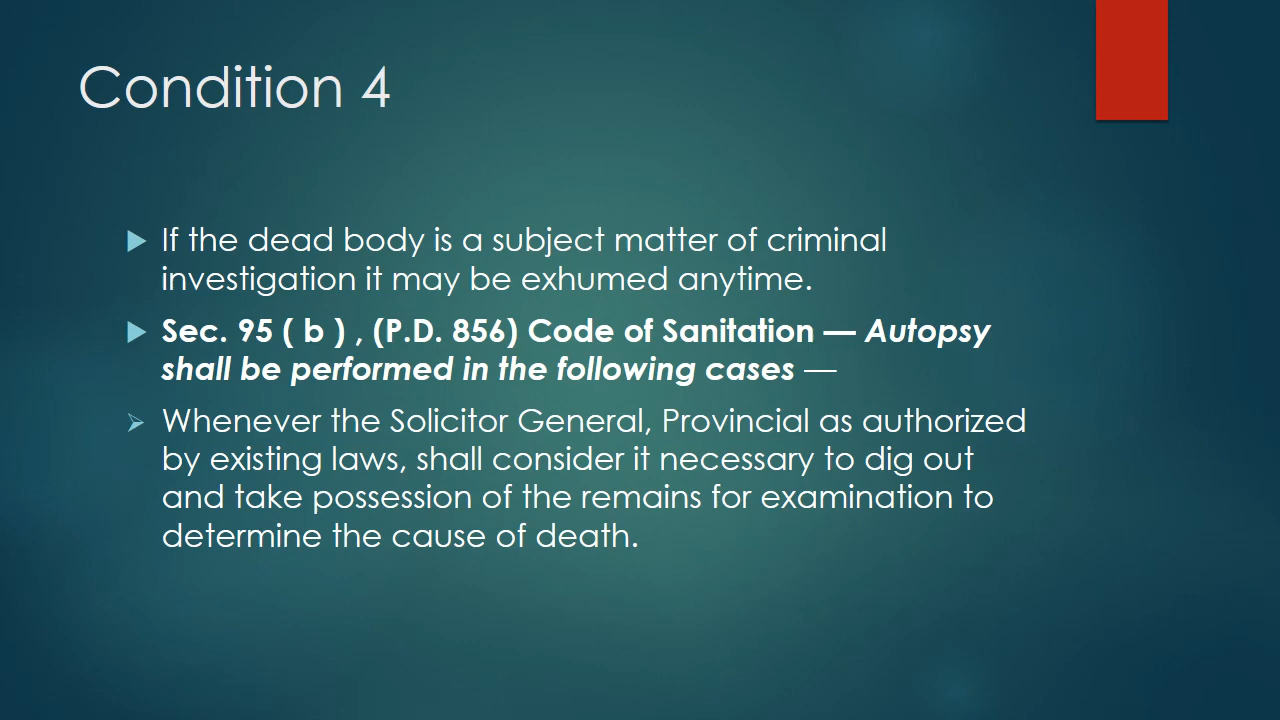 Condition 4
If the dead body is a subject matter of criminal
investigation it may be exhumed anytime.
Sec. 95 ( b ) , (P.D. 856) Code of Sanitation — Autopsy
shall be performed in the following cases —
Whenever the Solicitor General, Provincial as authorized
by existing laws, shall consider it necessary to dig out
and take possession of the remains for examination to
determine the cause of death.